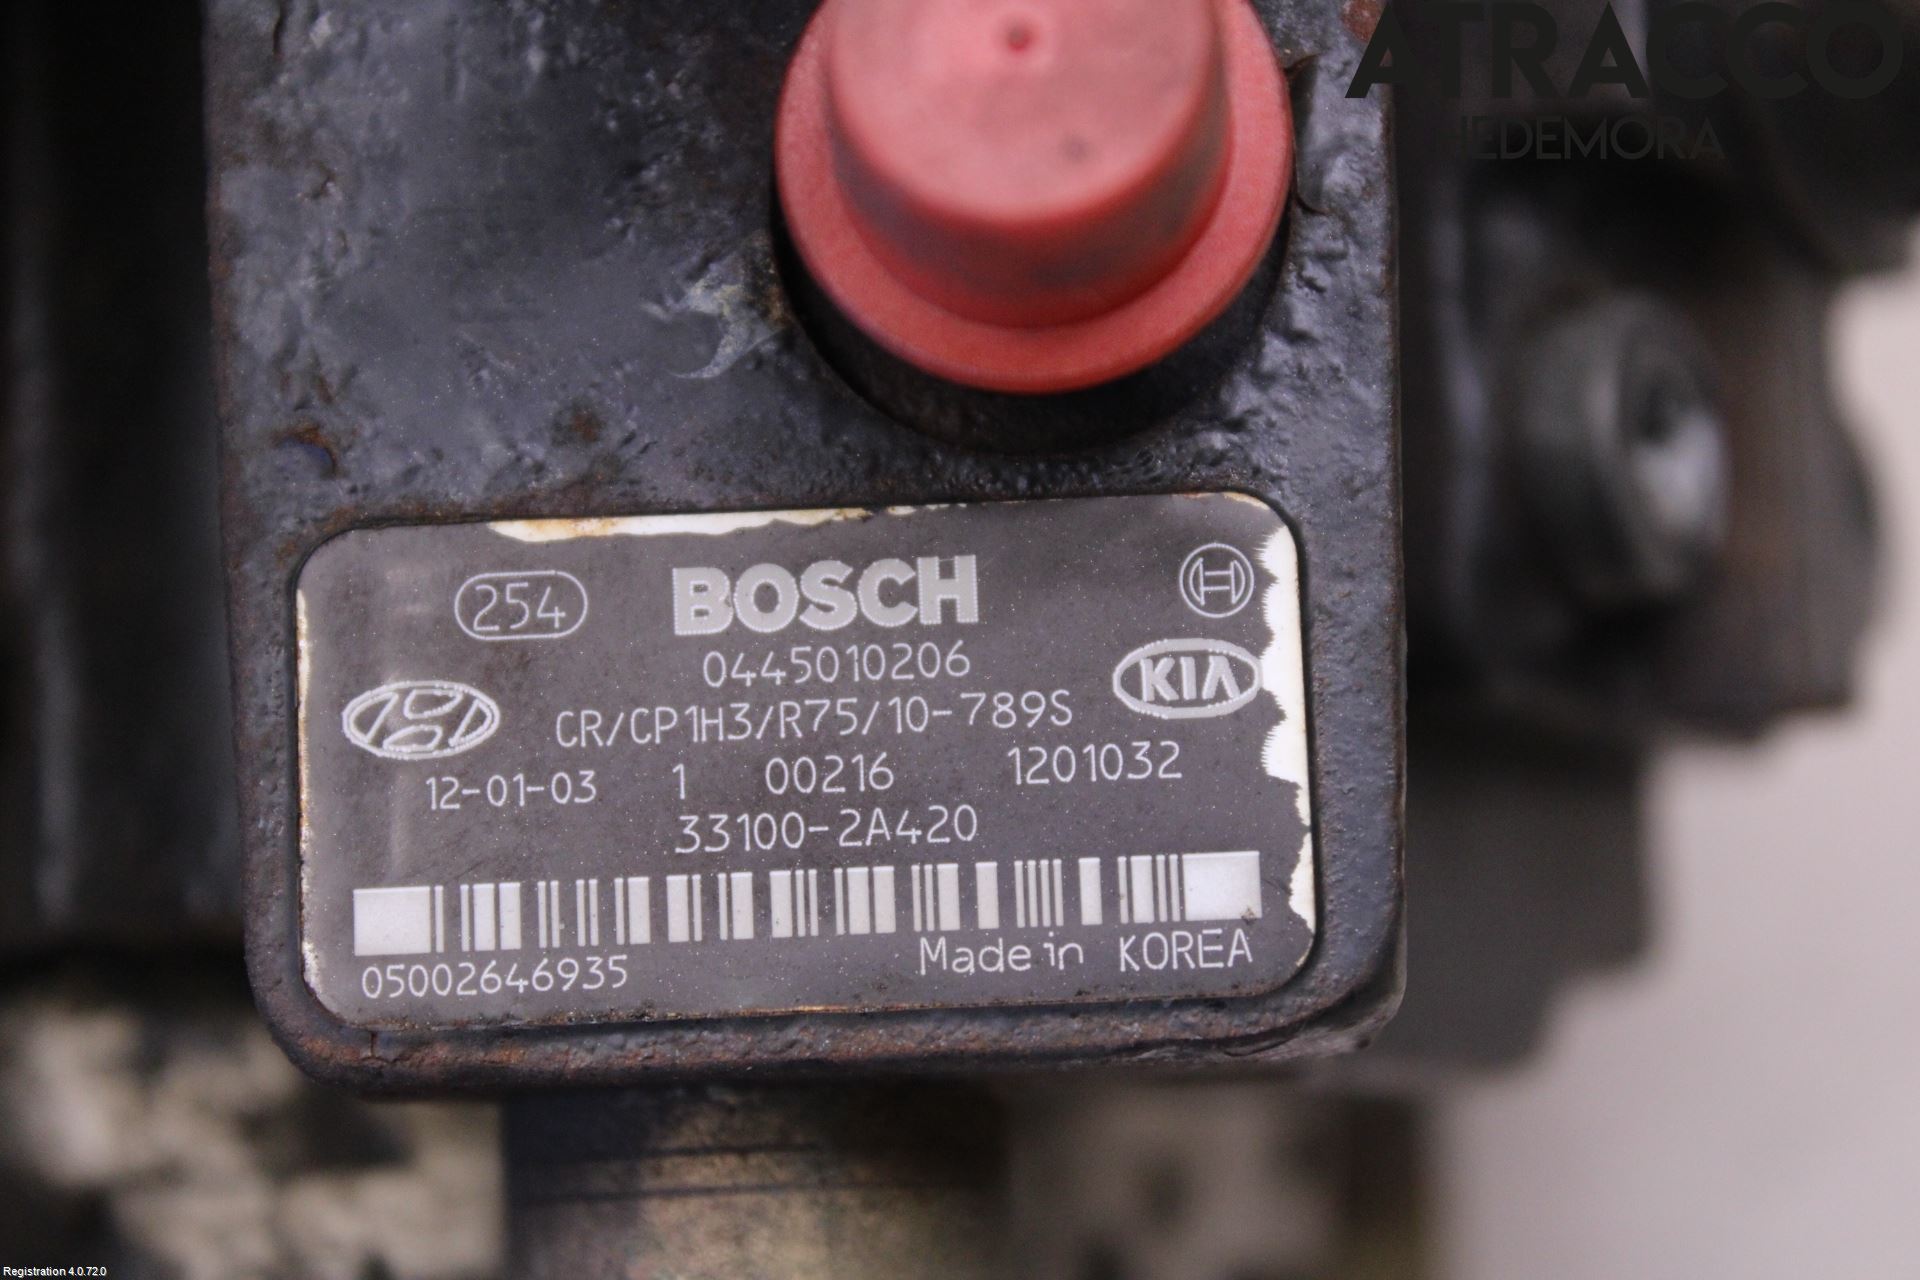 ATRACCO
HEDEMORA
254 BOSCH
0445010206
KIA
CR/CP1H3/R75/10-789S
12-01-03 1 00216 1201032
33100-2A420
05002646935 Made in KOREA
Registration 4.0.72.0